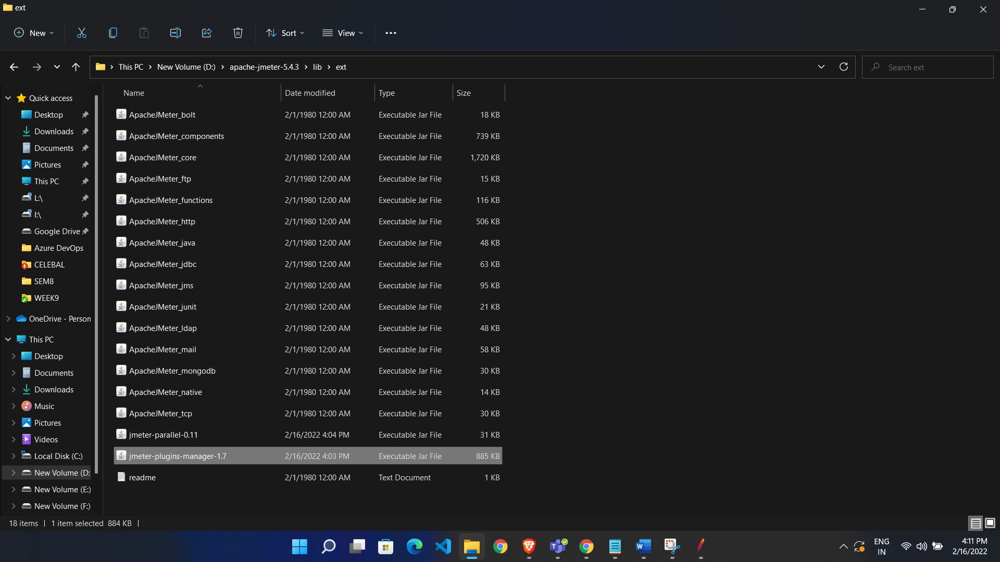 ext
New
Sort
View
This PC > New Volume (D:) > apache-jmeter-5.4.3 > lib > ext
Search ext
Quick access
Desktop
Downloads
Documents
Pictures
This PC
L:\
I:\
Google Drive
Azure DevOps
CELEBAL
SEM8
WEEK9
OneDrive - Person
This PC
Desktop
Documents
Downloads
Music
Pictures
Videos
Local Disk (C:)
New Volume (D:
New Volume (E:)
New Volume (F:)
Name Date modified Type Size
ApacheJMeter_bolt 2/1/1980 12:00 AM Executable Jar File 18 KB
ApacheJMeter_components 2/1/1980 12:00 AM Executable Jar File 739 KB
ApacheJMeter_core 2/1/1980 12:00 AM Executable Jar File 1,720 KB
ApacheJMeter_ftp 2/1/1980 12:00 AM Executable Jar File 15 KB
ApacheJMeter_functions 2/1/1980 12:00 AM Executable Jar File 116 KB
ApacheJMeter_http 2/1/1980 12:00 AM Executable Jar File 506 KB
ApacheJMeter_java 2/1/1980 12:00 AM Executable Jar File 48 KB
ApacheJMeter_jdbc 2/1/1980 12:00 AM Executable Jar File 63 KB
ApacheJMeter_jms 2/1/1980 12:00 AM Executable Jar File 95 KB
ApacheJMeter_junit 2/1/1980 12:00 AM Executable Jar File 21 KB
ApacheJMeter_ldap 2/1/1980 12:00 AM Executable Jar File 48 KB
ApacheJMeter_mail 2/1/1980 12:00 AM Executable Jar File 58 KB
ApacheJMeter_mongodb 2/1/1980 12:00 AM Executable Jar File 30 KB
ApacheJMeter_native 2/1/1980 12:00 AM Executable Jar File 14 KB
ApacheJMeter_tcp 2/1/1980 12:00 AM Executable Jar File 30 KB
jmeter-parallel-0.11 2/16/2022 4:04 PM Executable Jar File 31 KB
jmeter-plugins-manager-1.7 2/16/2022 4:03 PM Executable Jar File 885 KB
readme 2/1/1980 12:00 AM Text Document 1 KB
18 items | 1 item selected 884 KB |
ENG
IN
4:11 PM
2/16/2022